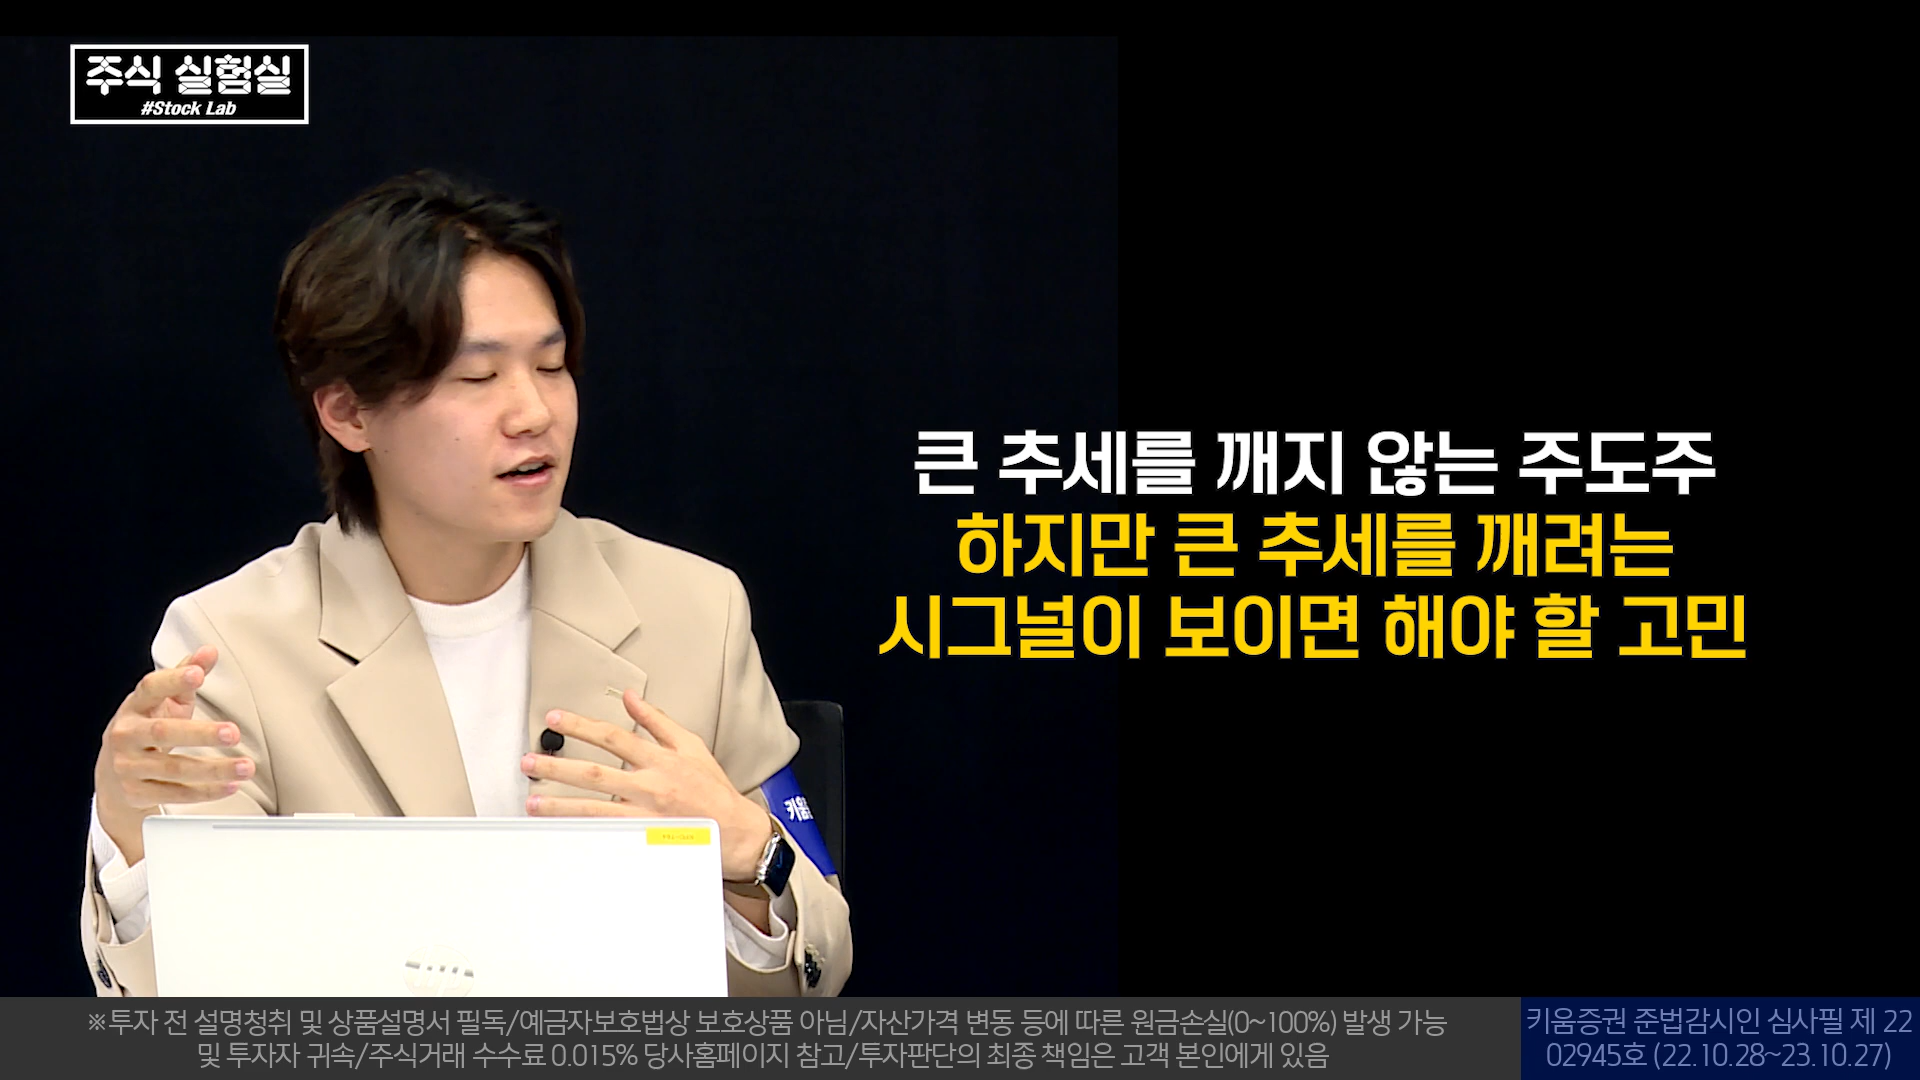 주식 실험실
#Stock Lab
큰 추세를 깨지 않는 주도주
하지만 큰 추세를 깨려는
시그널이 보이면 해야 할 고민
키움
※투자 전 설명청취 및 상품설명서 필독/예금자보호법상 보호상품 아님/자산가격 변동 등에 따른 원금손실(0~100%) 발생 가능
및 투자자 귀속/주식거래 수수료 0.015% 당사홈페이지 참고/투자판단의 최종 책임은 고객 본인에게 있음
키움증권 준법감시인 심사필 제 22
02945호 (22.10.28~23.10.27)